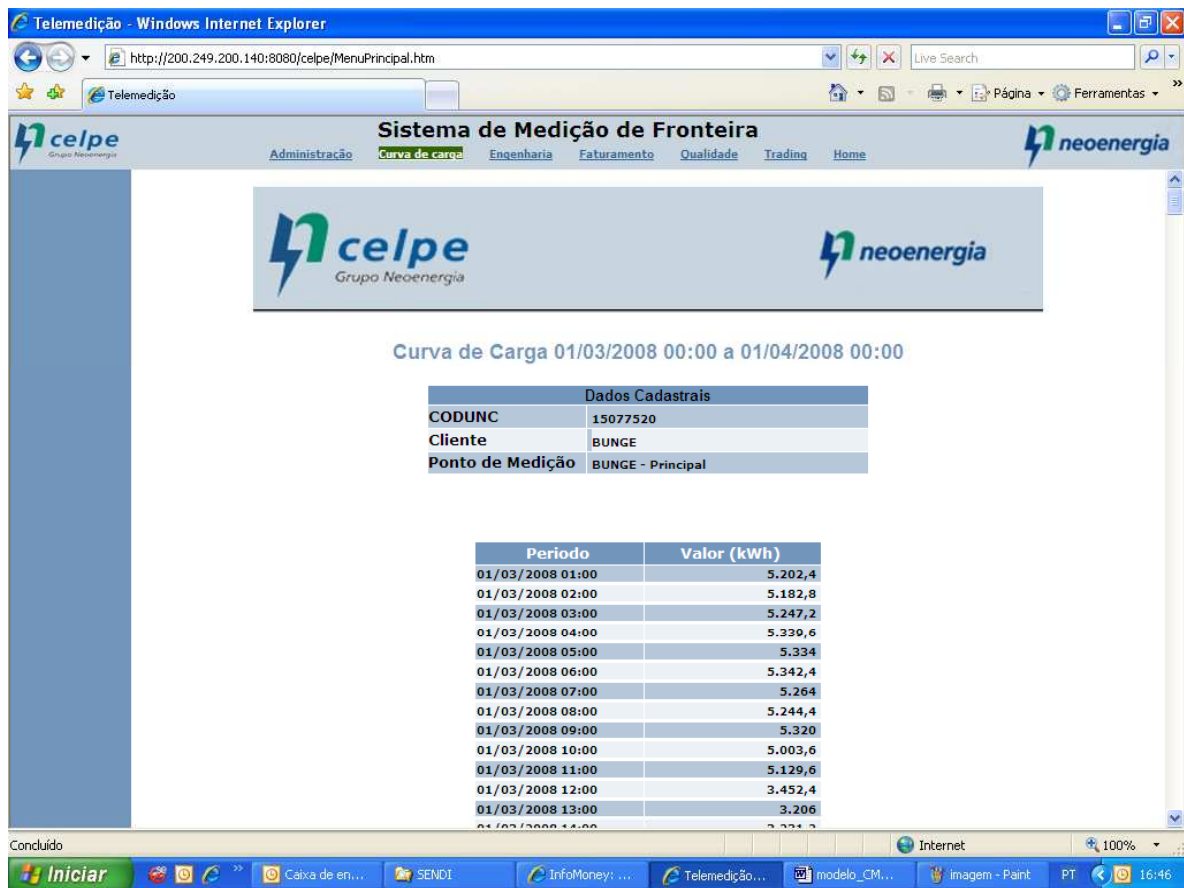 Telemedição - Windows Internet Explorer
http://200.249.200.140:8080/celpe/MenuPrincipal.htm
Live Search
Telemedição
Página
Ferramentas
celpe
Grupo Neoenergia
Sistema de Medição de Fronteira
neoenergia
Administração Curva de carga Engenharia Faturamento Qualidade Trading Home
celpe
Grupo Neoenergia
neoenergia
Curva de Carga 01/03/2008 00:00 a 01/04/2008 00:00
Dados Cadastrais
CODUNC 15077520
Cliente BUNGE
Ponto de Medição BUNGE - Principal
Periodo Valor (kWh)
01/03/2008 01:00 5.202,4
01/03/2008 02:00 5.182,8
01/03/2008 03:00 5.247,2
01/03/2008 04:00 5.339,6
01/03/2008 05:00 5.334
01/03/2008 06:00 5.342,4
01/03/2008 07:00 5.264
01/03/2008 08:00 5.244,4
01/03/2008 09:00 5.320
01/03/2008 10:00 5.003,6
01/03/2008 11:00 5.129,6
01/03/2008 12:00 3.452,4
01/03/2008 13:00 3.206
Concluído
Internet
100%
Iniciar
Caixa de en...
SENDI
InfoMoney: ...
Telemedição...
modelo_CM...
imagem - Paint
PT
16:46